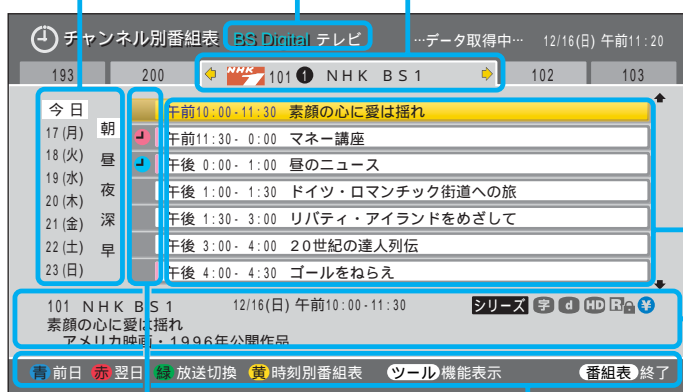 チャンネル別番組表 BS Digital テレビ …データ取得中… 12/16(日) 午前11:20
193 200 101 1 NHK BS1 102 103
今日
17(月)
18(火)
19(水)
20(木)
21(金)
22(土)
23(日)
朝
昼
夜
深
早
午前10:00-11:30 素顔の心に愛は揺れ
午前11:30- 0:00 マネー講座
午後 0:00- 1:00 昼のニュース
午後 1:00- 1:30 ドイツ・ロマンチック街道への旅
午後 1:30- 3:00 リバティ・アイランドをめざして
午後 3:00- 4:00 20世紀の達人列伝
午後 4:00- 4:30 ゴールをねらえ
101 NHK BS1 12/16(日) 午前10:00-11:30 シリーズ 字 d HD R ¥
素顔の心に愛は揺れ
アメリカ映画・1996年公開作品
青 前日 赤 翌日 緑 放送切換 黄 時刻別番組表 ツール 機能表示 番組表 終了